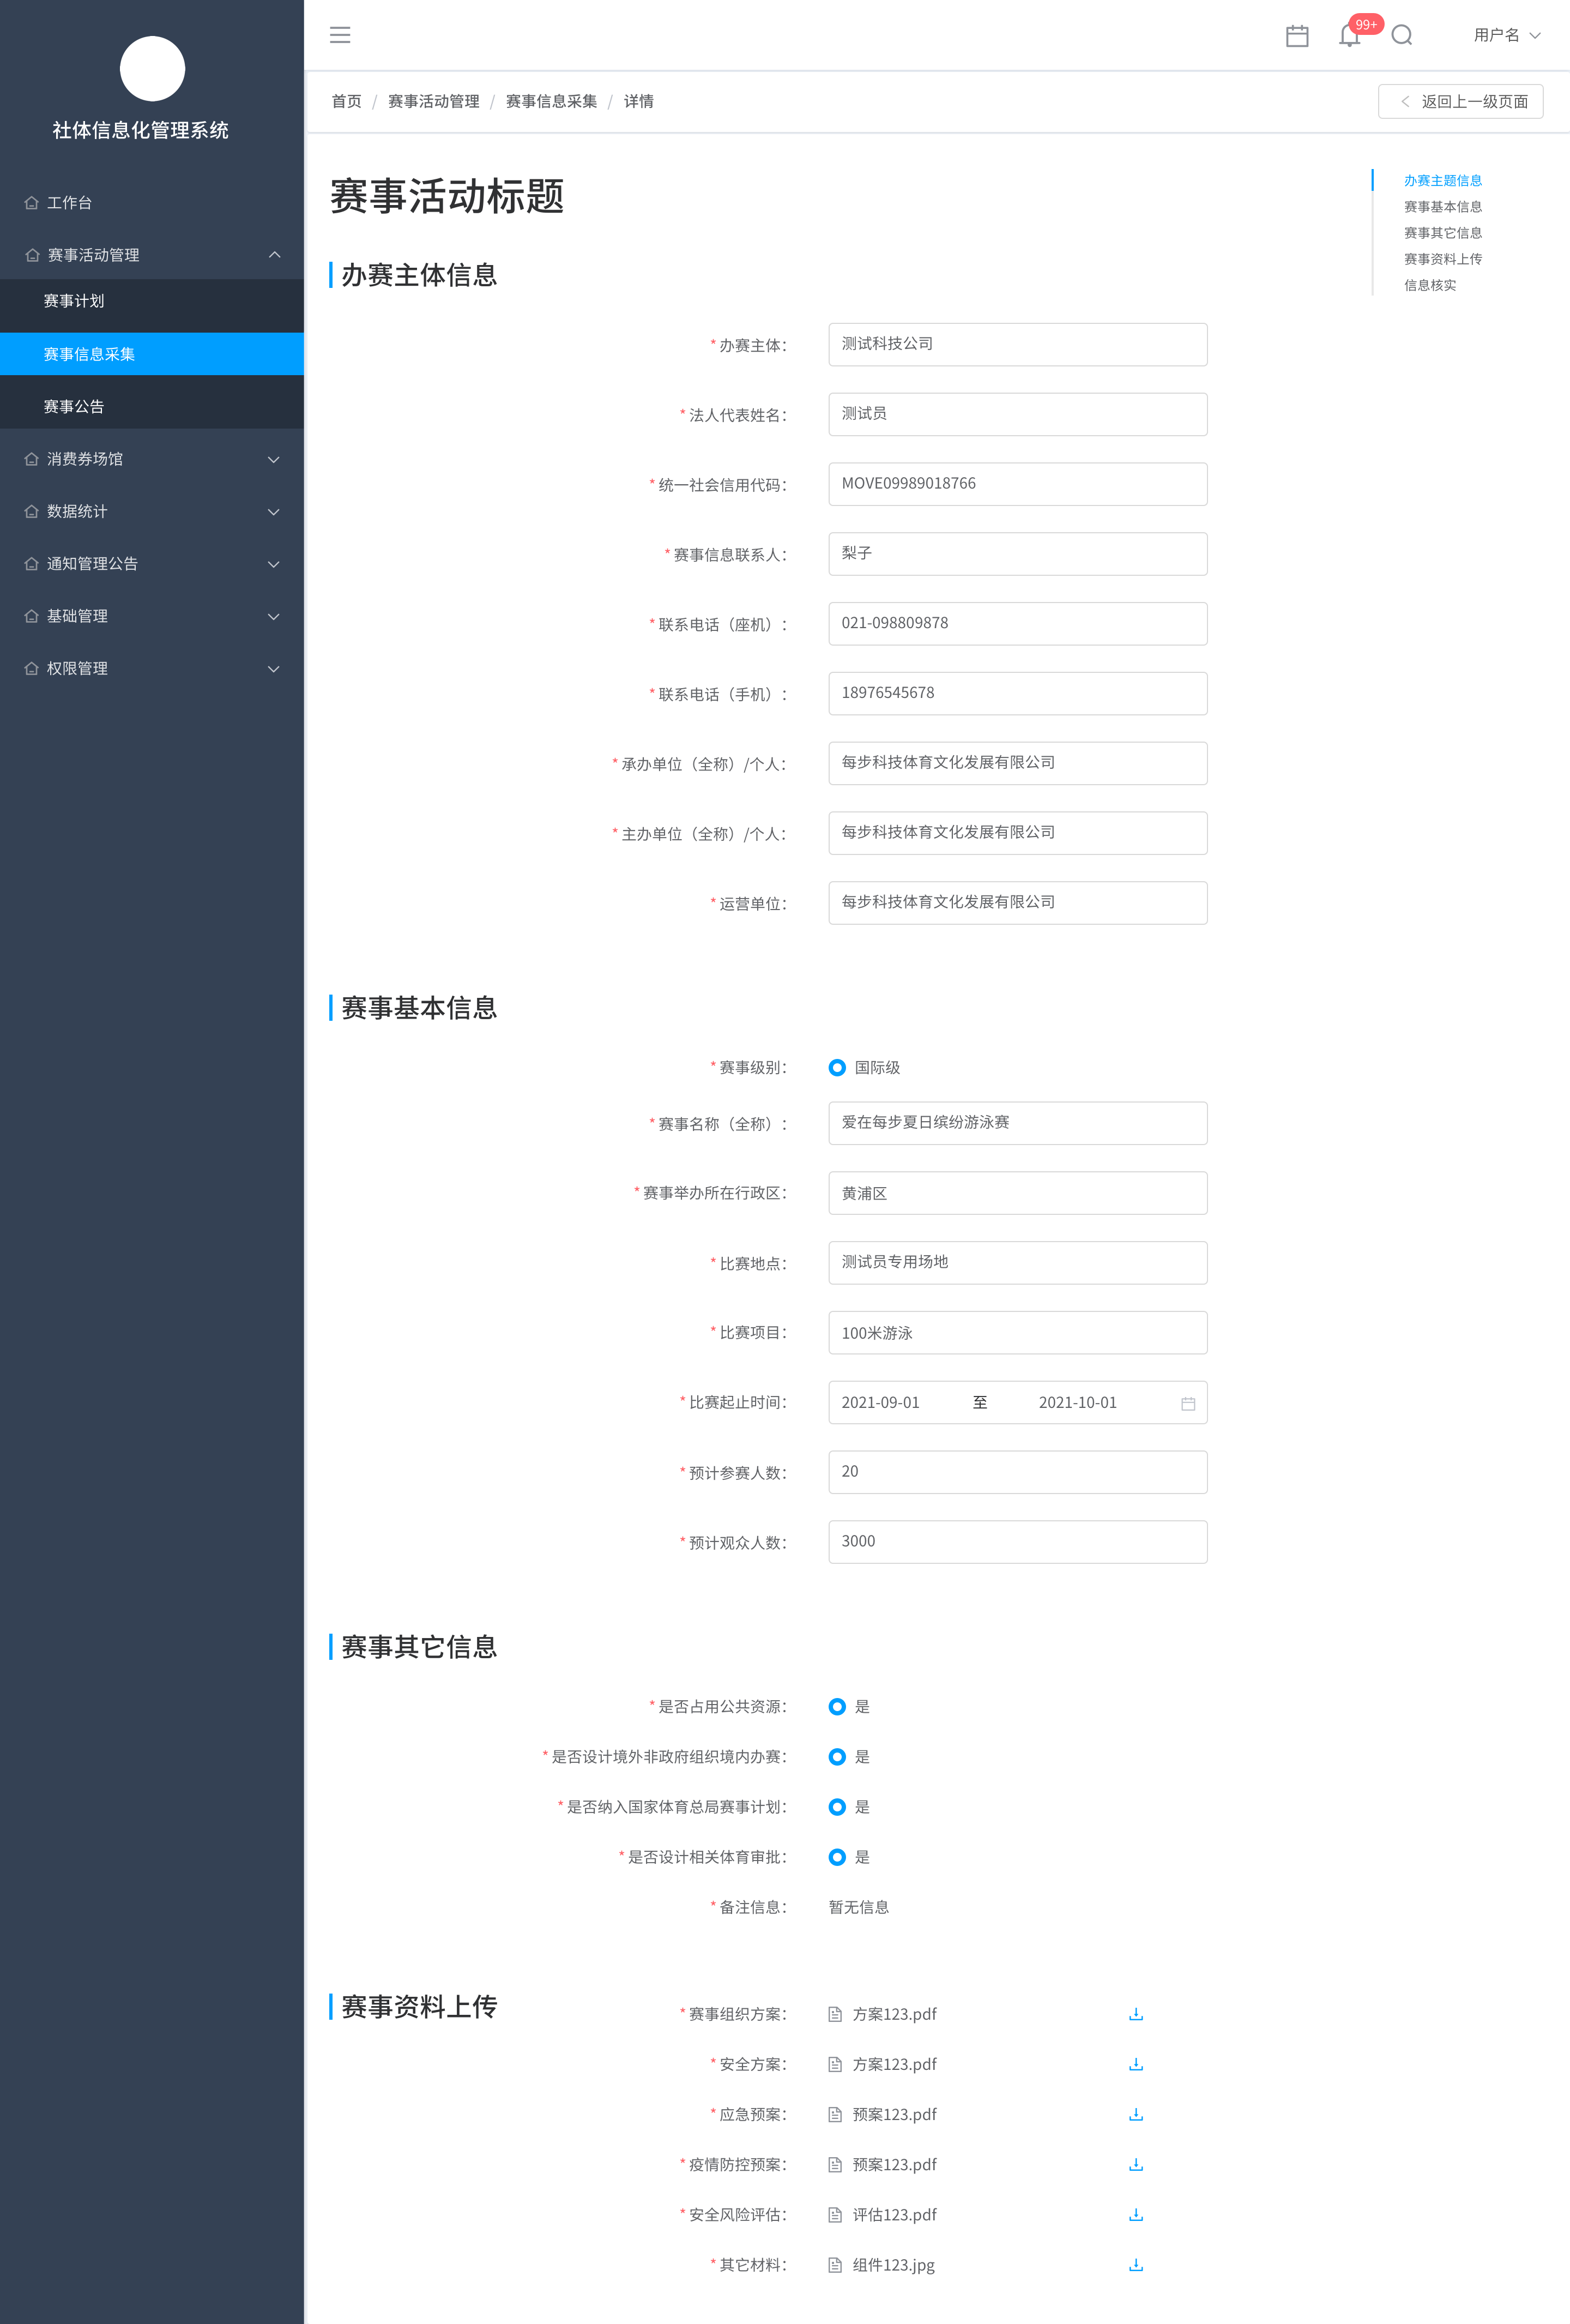 社体信息化管理系统
工作台
赛事活动管理
赛事计划
赛事信息采集
赛事公告
消费券场馆
数据统计
通知管理公告
基础管理
权限管理
99+
用户名
首页 / 赛事活动管理 / 赛事信息采集 / 详情
返回上一级页面
赛事活动标题
办赛主题信息
赛事基本信息
赛事其它信息
赛事资料上传
信息核实
办赛主体信息
* 办赛主体: 测试科技公司
* 法人代表姓名: 测试员
* 统一社会信用代码: MOVE09989018766
* 赛事信息联系人: 梨子
* 联系电话（座机）: 021-098809878
* 联系电话（手机）: 18976545678
* 承办单位（全称）/个人: 每步科技体育文化发展有限公司
* 主办单位（全称）/个人: 每步科技体育文化发展有限公司
* 运营单位: 每步科技体育文化发展有限公司
赛事基本信息
* 赛事级别: 国际级
* 赛事名称（全称）: 爱在每步夏日缤纷游泳赛
* 赛事举办所在行政区: 黄浦区
* 比赛地点: 测试员专用场地
* 比赛项目: 100米游泳
* 比赛起止时间: 2021-09-01 至 2021-10-01
* 预计参赛人数: 20
* 预计观众人数: 3000
赛事其它信息
* 是否占用公共资源: 是
* 是否设计境外非政府组织境内办赛: 是
* 是否纳入国家体育总局赛事计划: 是
* 是否设计相关体育审批: 是
* 备注信息: 暂无信息
赛事资料上传
* 赛事组织方案: 方案123.pdf
* 安全方案: 方案123.pdf
* 应急预案: 预案123.pdf
* 疫情防控预案: 预案123.pdf
* 安全风险评估: 评估123.pdf
* 其它材料: 组件123.jpg